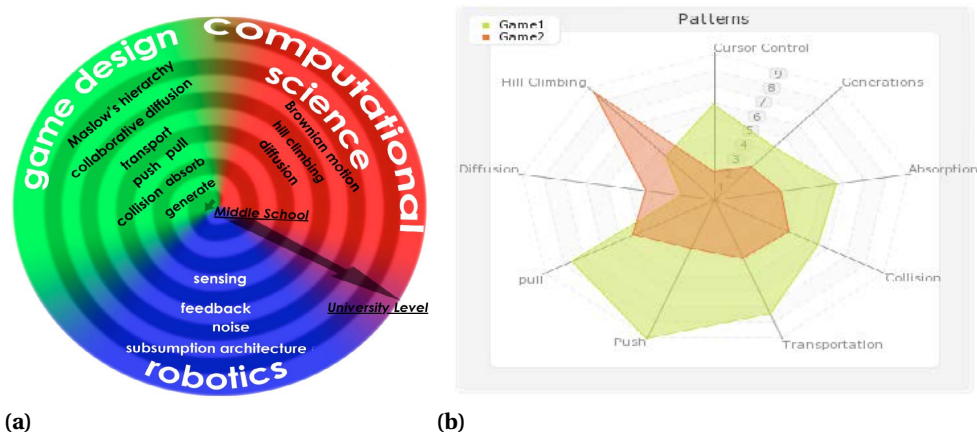 game design
computational
science
robotics
Maslow's hierarchy
collaborative diffusion
transport
push pull
collision absorb
generate
Brownian motion
hill climbing
diffusion
Middle School
University Level
sensing
feedback
noise
subsumption architecture
(a)
Patterns
Game1
Game2
Cursor Control
Hill Climbing
Generations
Diffusion
Absorption
pull
Collision
Push
Transportation
9
8
7
6
5
4
3
2
1
(b)